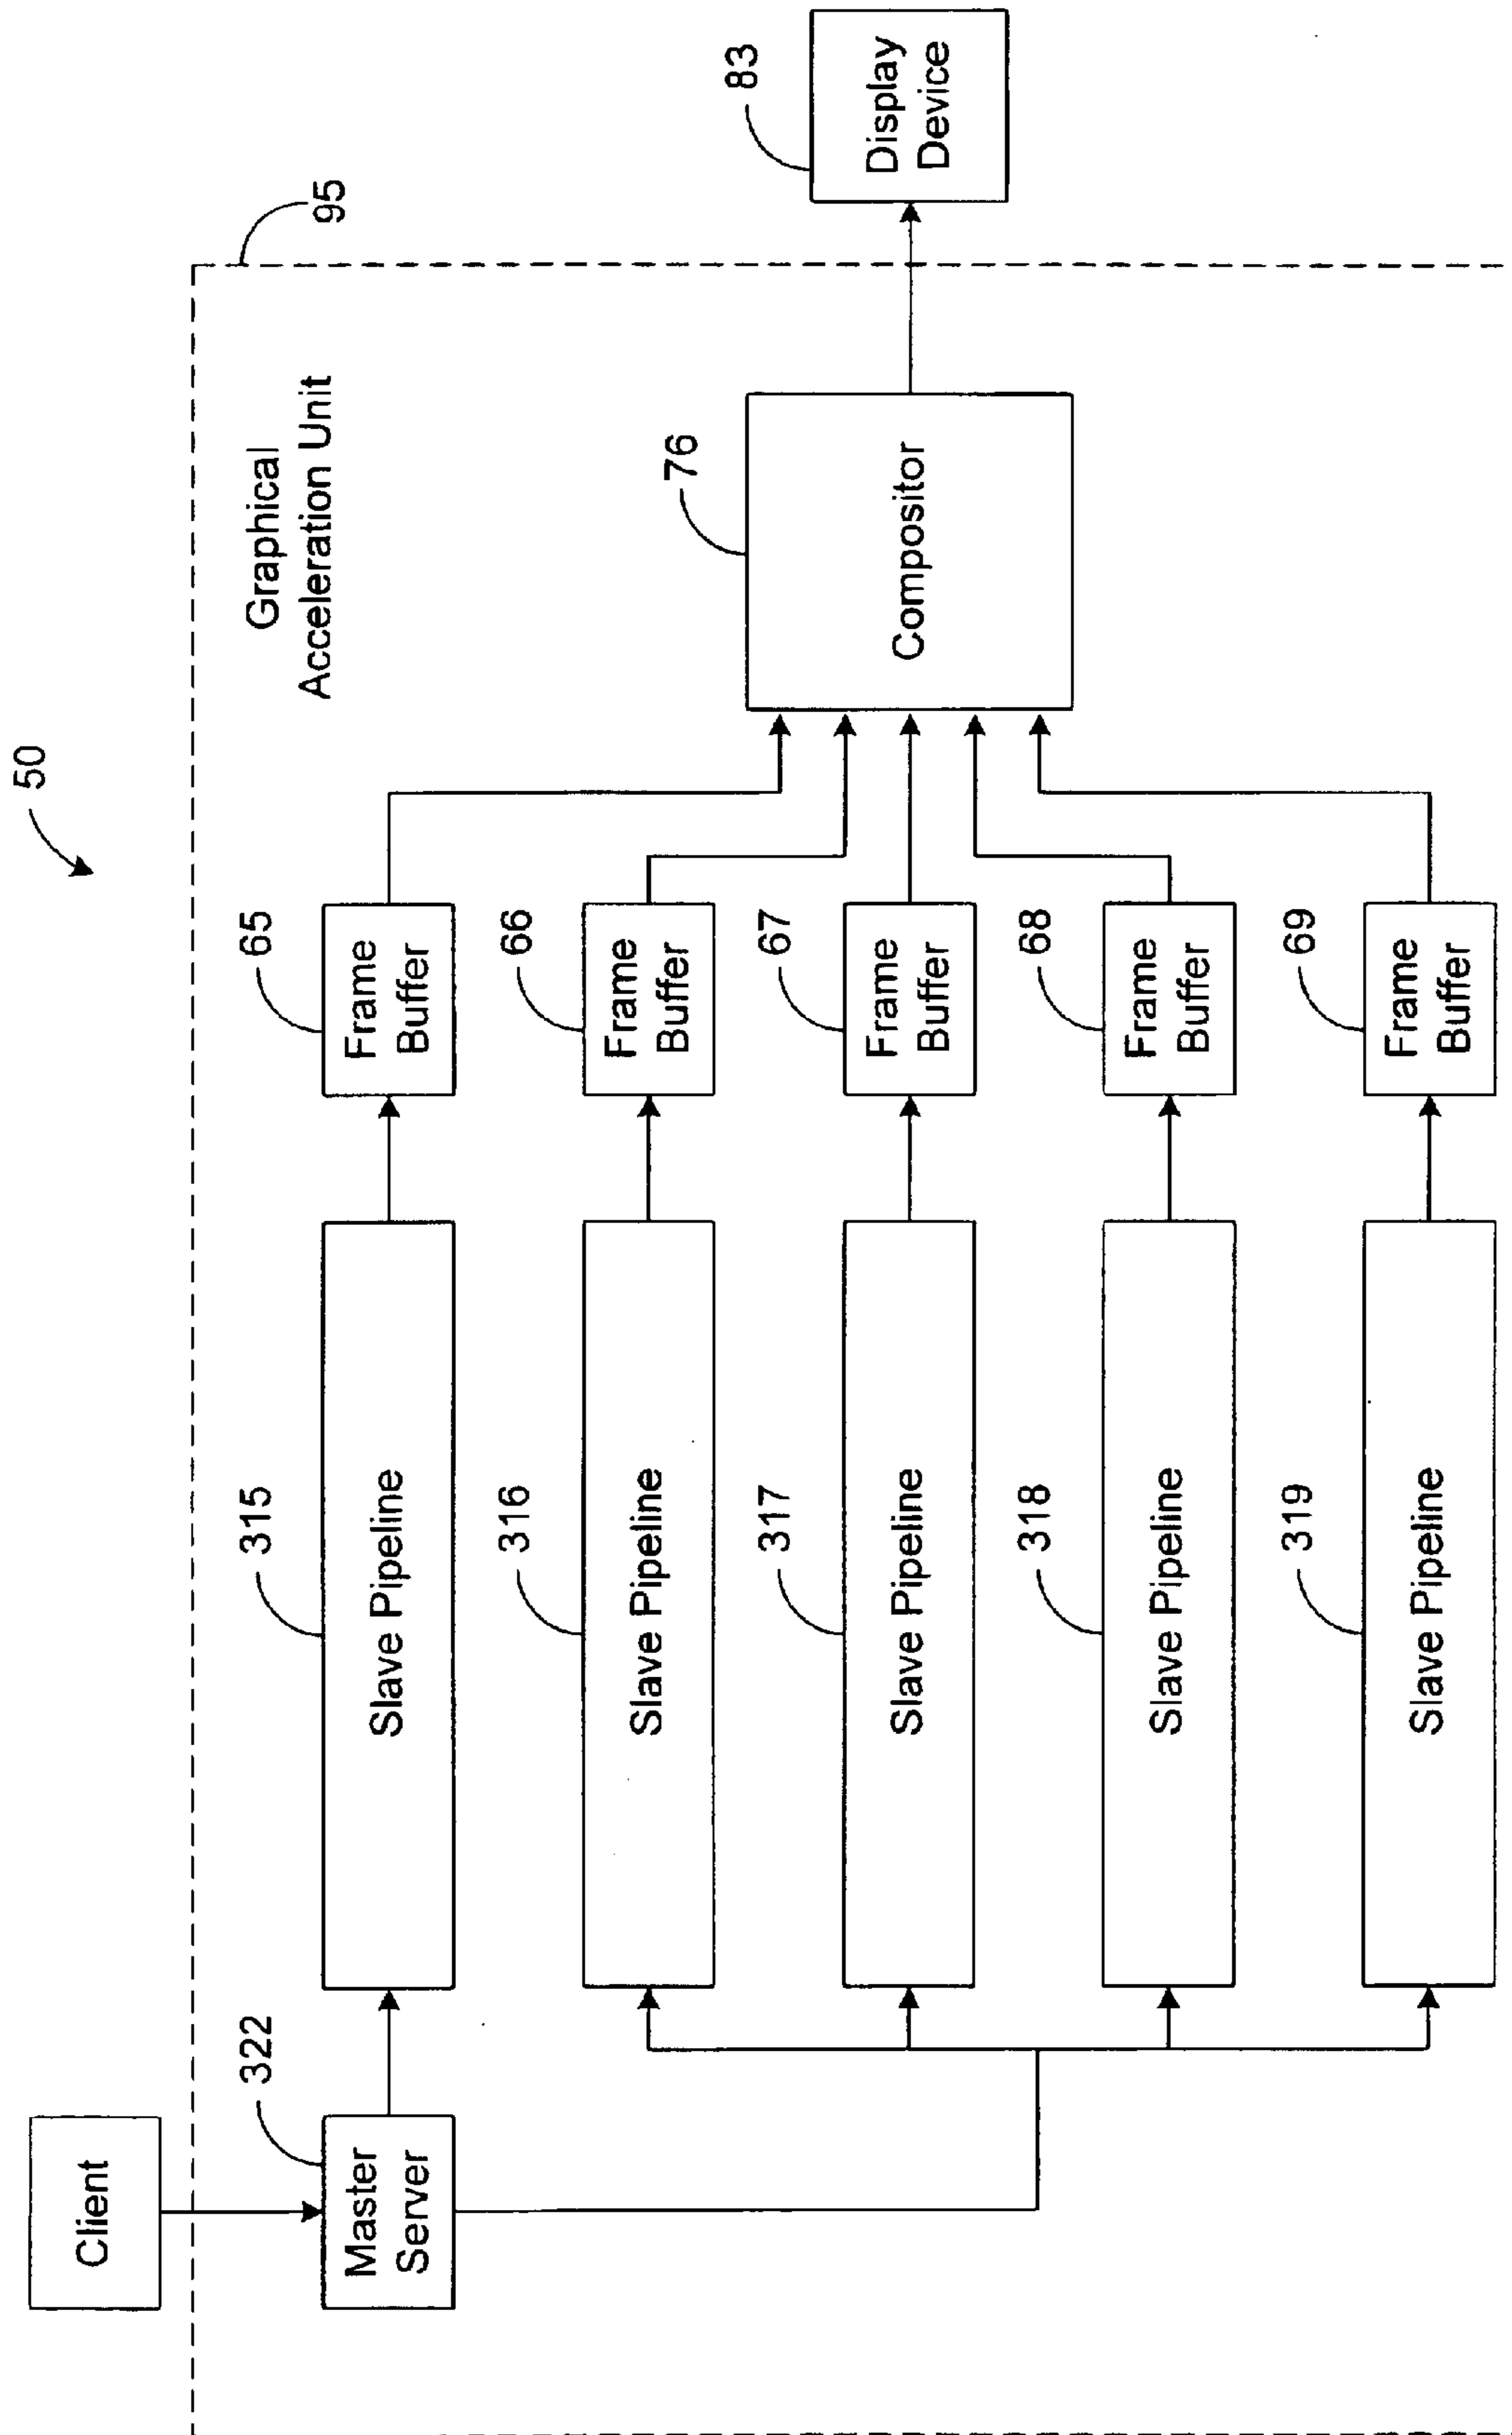 50
Client
Graphical
Acceleration Unit
95
322
Master
Server
315
Slave Pipeline
65
Frame
Buffer
316
Slave Pipeline
66
Frame
Buffer
317
Slave Pipeline
67
Frame
Buffer
76
Compositor
83
Display
Device
318
Slave Pipeline
68
Frame
Buffer
319
Slave Pipeline
69
Frame
Buffer